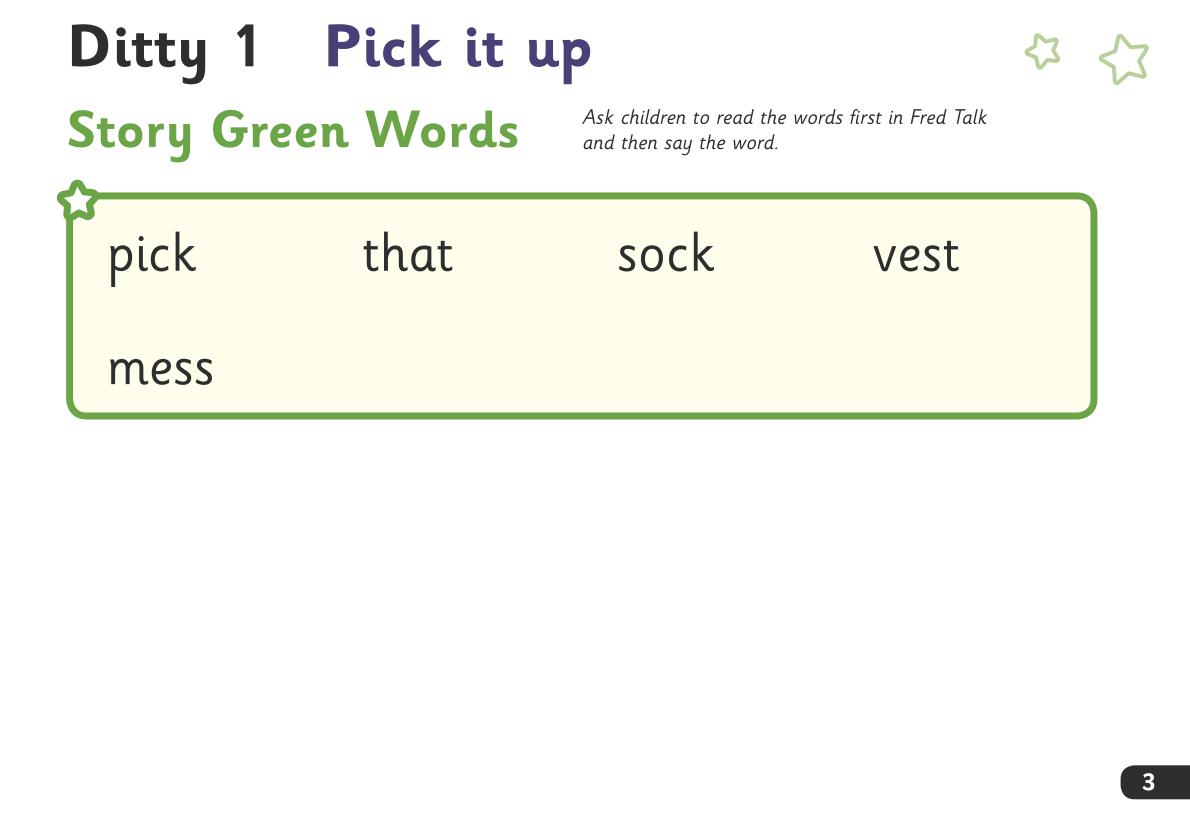 Ditty 1 Pick it up
Story Green Words
Ask children to read the words first in Fred Talk
and then say the word.
pick that sock vest
mess
3